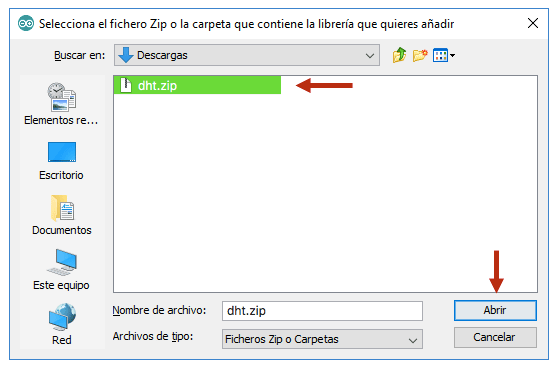 Selecciona el fichero Zip o la carpeta que contiene la librería que quieres añadir
Buscar en:
Descargas
dht.zip
Elementos re...
Escritorio
Documentos
Este equipo
Red
Nombre de archivo:
dht.zip
Abrir
Archivos de tipo:
Ficheros Zip o Carpetas
Cancelar